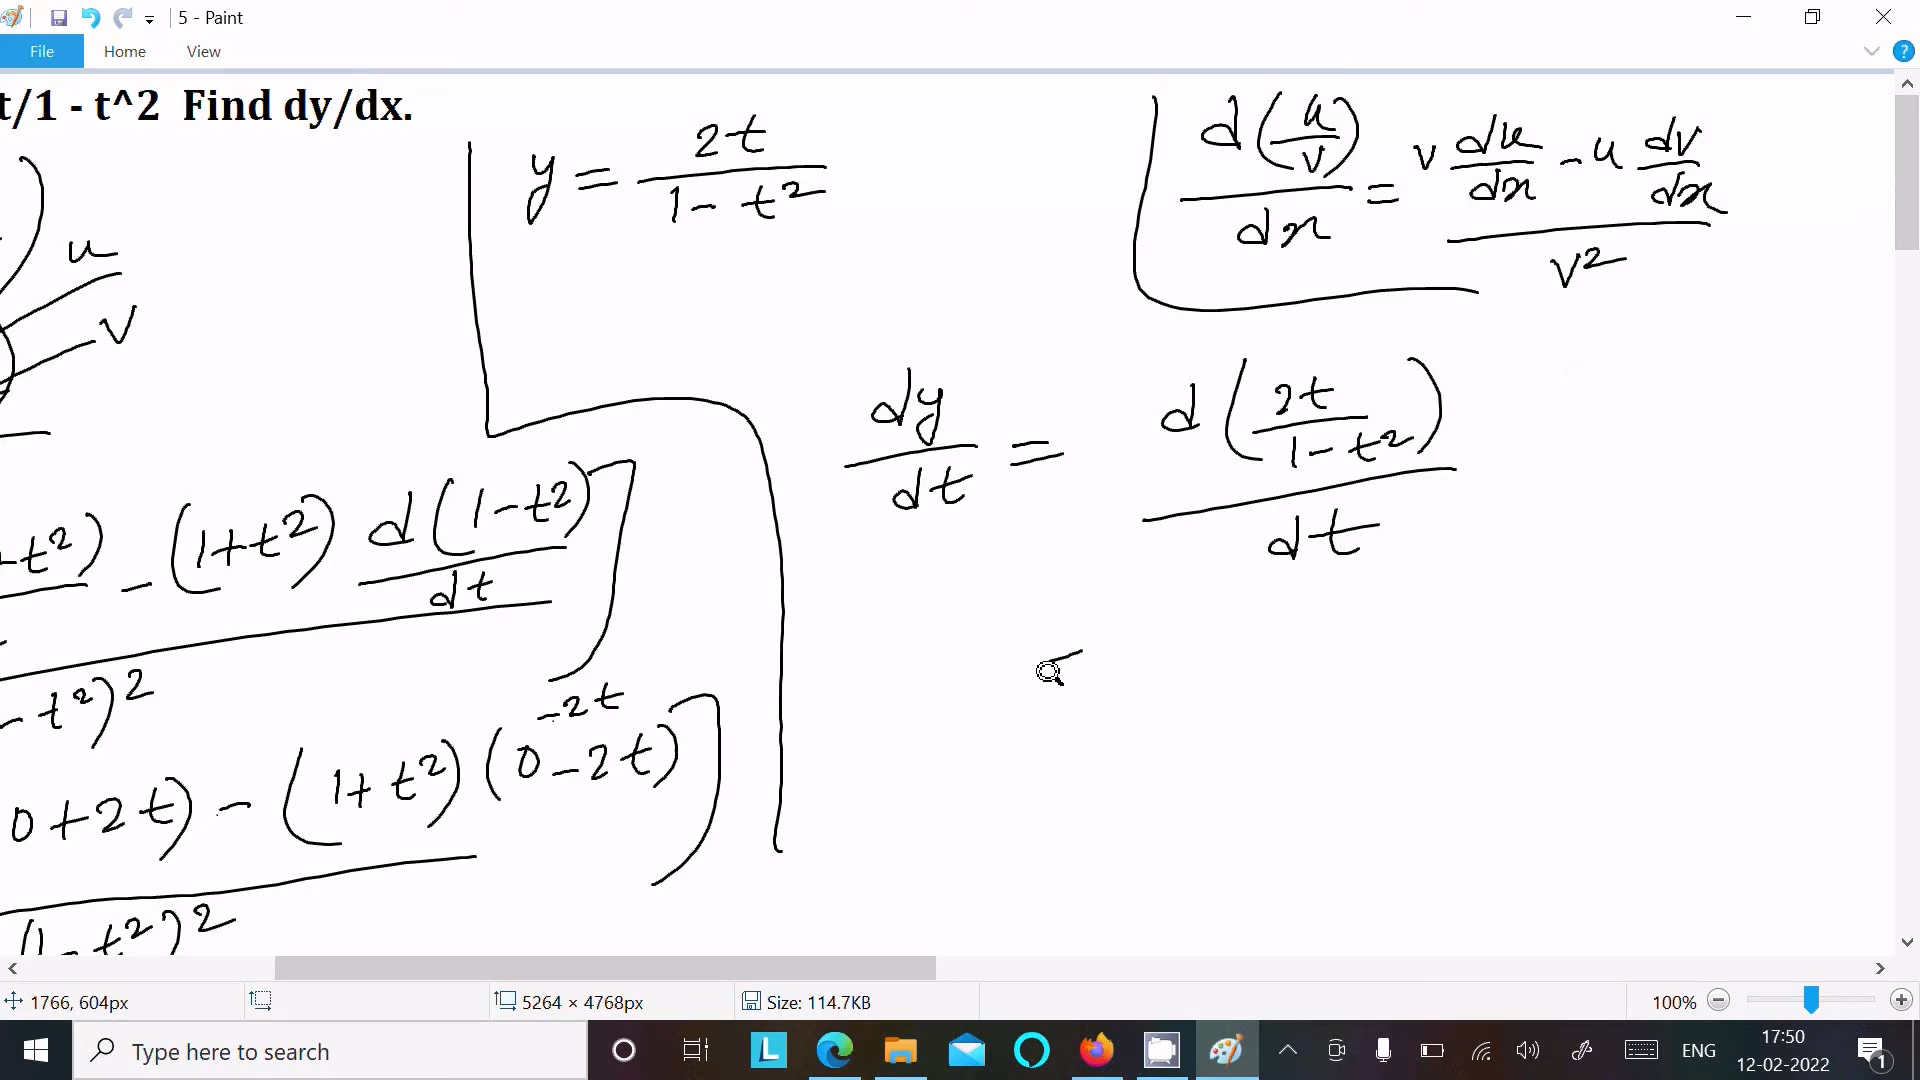 5 - Paint
File Home View
t/1 - t^2 Find dy/dx.
u
v
y = 2t / 1 - t²
d(u/v) / dx = v du/dx - u dv/dx / v²
dy/dt = d(2t / 1 - t²) / dt
t²) - (1+t²) d(1-t²) / dt
- t²)²
-2t
0+2t) - (1+t²)(0-2t)
(1-t²)²
1766, 604px
5264 × 4768px
Size: 114.7KB
100%
L
Type here to search
ENG
17:50
12-02-2022
1